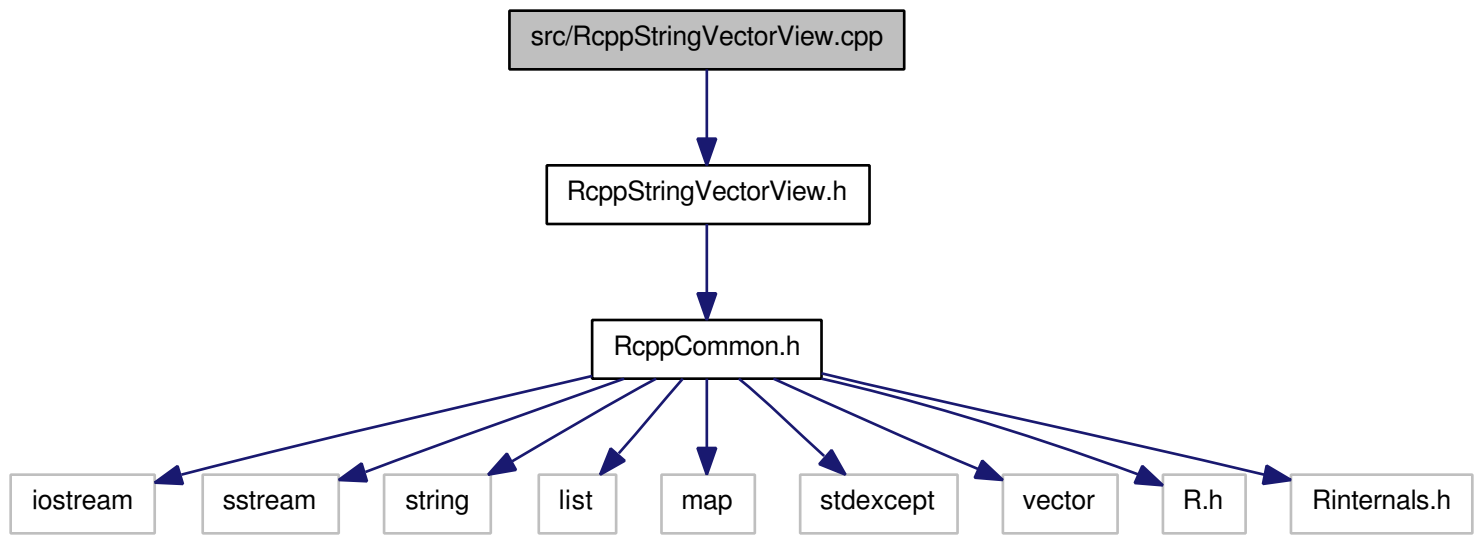 src/RcppStringVectorView.cpp
RcppStringVectorView.h
RcppCommon.h
iostream
sstream
string
list
map
stdexcept
vector
R.h
Rinternals.h